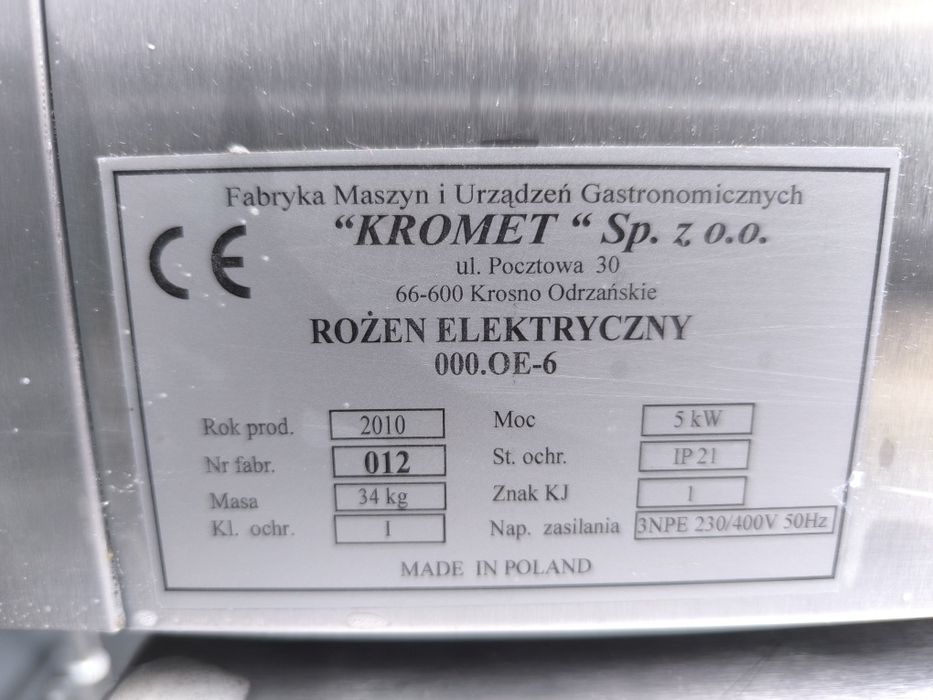 Fabryka Maszyn i Urządzeń Gastronomicznych
CE "KROMET “ Sp. z o.o.
ul. Pocztowa 30
66-600 Krosno Odrzańskie
ROŻEN ELEKTRYCZNY
000.OE-6
Rok prod. 2010 Moc 5 kW
Nr fabr. 012 St. ochr. IP 21
Masa 34 kg Znak KJ 1
Kl. ochr. I Nap. zasilania 3NPE 230/400V 50Hz
MADE IN POLAND